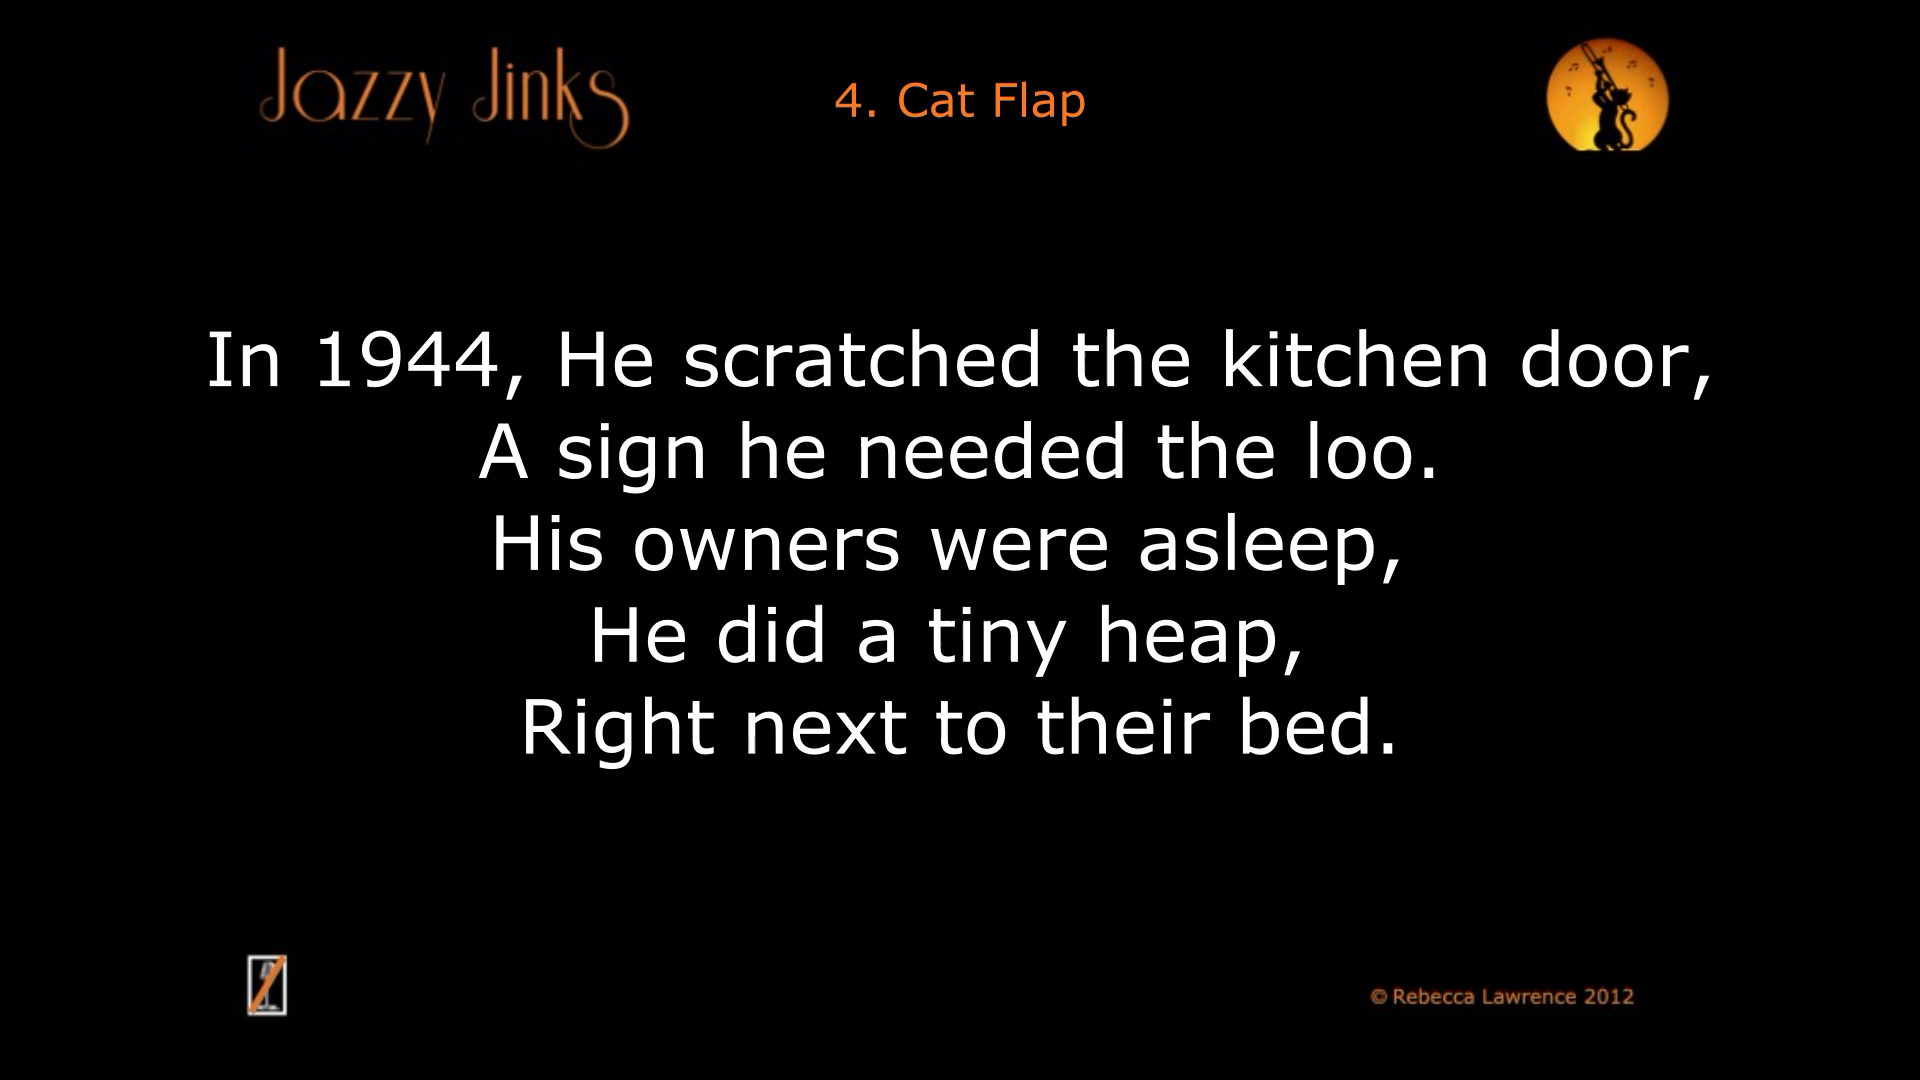 Jazzy Jinks
4. Cat Flap
In 1944, He scratched the kitchen door,
A sign he needed the loo.
His owners were asleep,
He did a tiny heap,
Right next to their bed.
© Rebecca Lawrence 2012